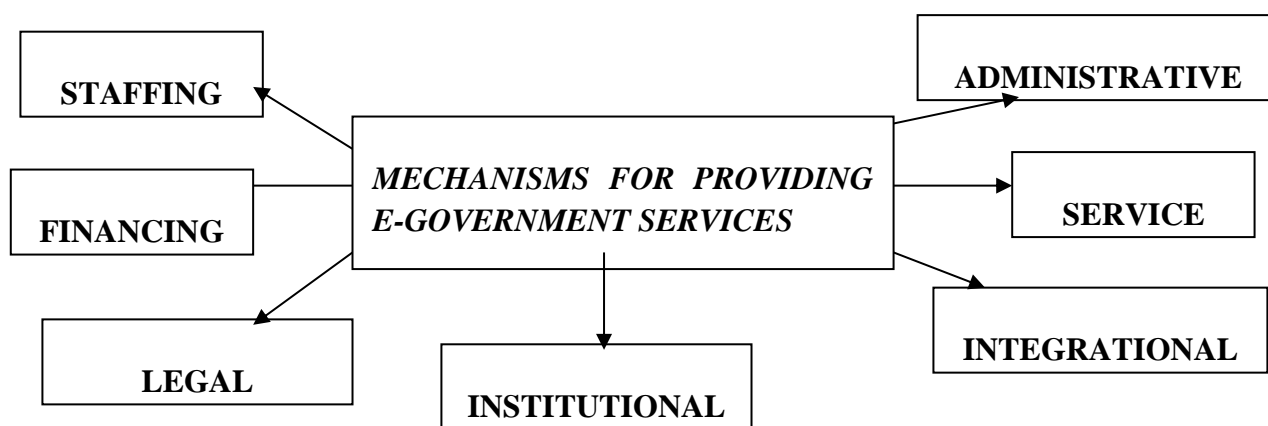 STAFFING
ADMINISTRATIVE
MECHANISMS FOR PROVIDING
E-GOVERNMENT SERVICES
FINANCING
SERVICE
LEGAL
INTEGRATIONAL
INSTITUTIONAL